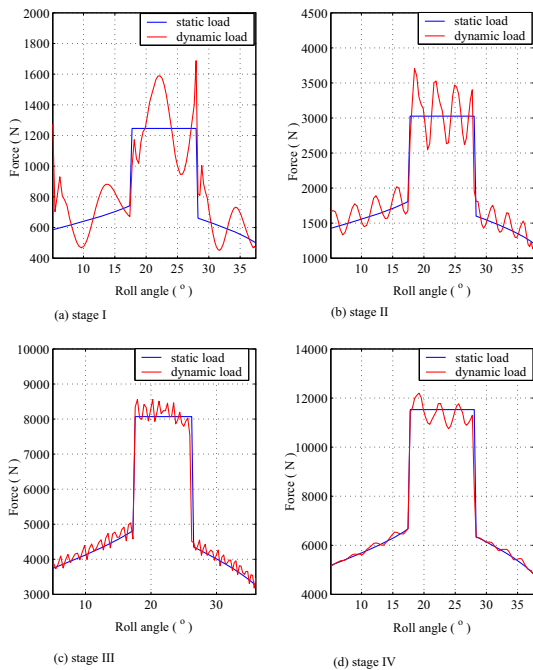 2000
1800
1600
1400
1200
1000
800
600
400
Force ( N )
static load
dynamic load
10 15 20 25 30 35
Roll angle ( o )
(a) stage I
4500
4000
3500
3000
2500
2000
1500
1000
Force ( N )
static load
dynamic load
10 15 20 25 30 35
Roll angle ( o )
(b) stage II
10000
9000
8000
7000
6000
5000
4000
3000
Force ( N )
static load
dynamic load
10 20 30
Roll angle ( o )
(c) stage III
14000
12000
10000
8000
6000
4000
Force ( N )
static load
dynamic load
10 15 20 25 30 35
Roll angle ( o )
(d) stage IV